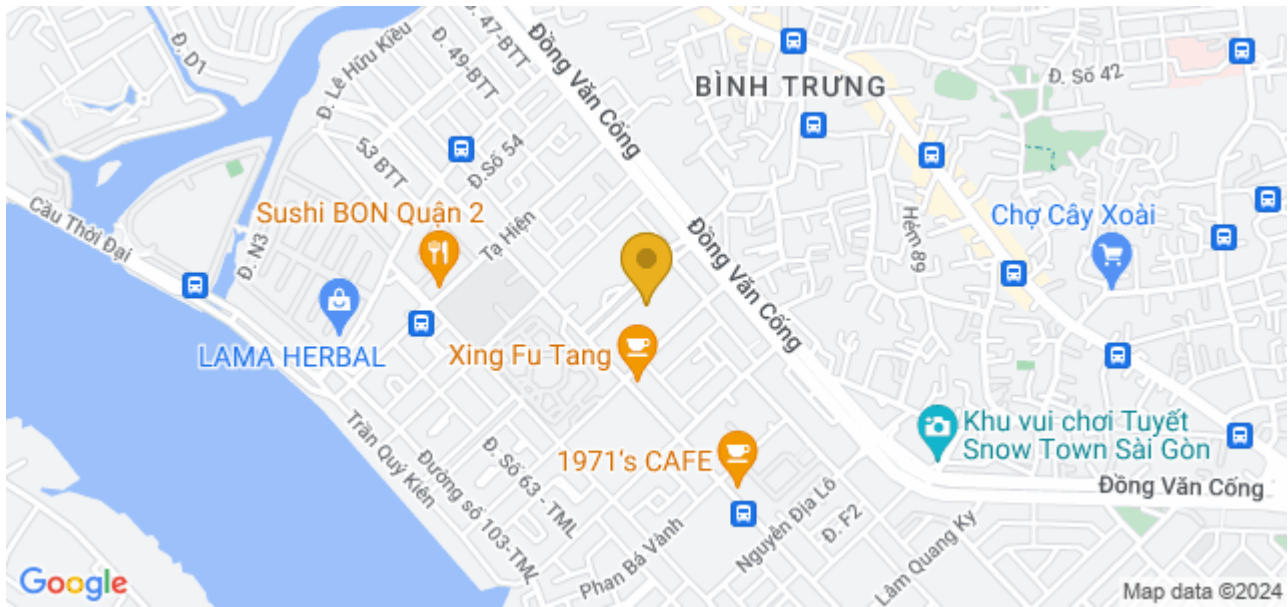 Đ. D1
Đ. Lê Hữu Kiều
Đ. 47-BTT
Đ. 49-BTT
Đồng Văn Cống
BÌNH TRƯNG
Đ. Số 42
53 BTT
Đ.Số 54
Sushi BON Quận 2
Cầu Thời Đại
Đ. N3
Tạ Hiện
Đồng Văn Cống
Hẻm 89
Chợ Cây Xoài
LAMA HERBAL
Xing Fu Tang
Trần Quý Kiên
Đường số 103-TML
Đ. Số 63 - TML
1971's CAFE
Khu vui chơi Tuyết
Snow Town Sài Gòn
Đồng Văn Cống
Phan Bá Vành
Nguyễn Địa Lô
Đ. F2
Lâm Quang Ky
Google
Map data ©2024